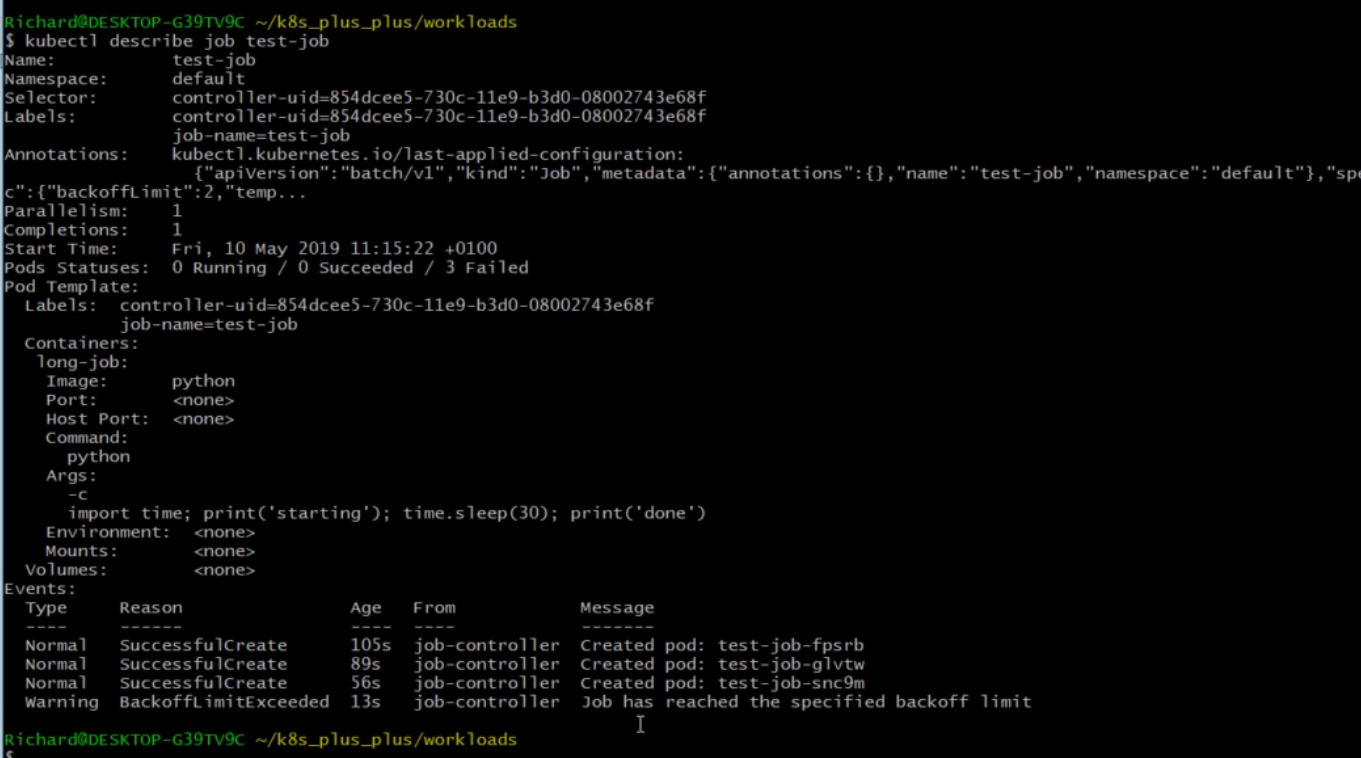 Richard@DESKTOP-G39TV9C ~/k8s_plus_plus/workloads
$ kubectl describe job test-job
Name:           test-job
Namespace:      default
Selector:       controller-uid=854dcee5-730c-11e9-b3d0-08002743e68f
Labels:         controller-uid=854dcee5-730c-11e9-b3d0-08002743e68f
                job-name=test-job
Annotations:    kubectl.kubernetes.io/last-applied-configuration:
                  {"apiVersion":"batch/v1","kind":"Job","metadata":{"annotations":{},"name":"test-job","namespace":"default"},"spe
c":{"backoffLimit":2,"temp...
Parallelism:    1
Completions:    1
Start Time:     Fri, 10 May 2019 11:15:22 +0100
Pods Statuses:  0 Running / 0 Succeeded / 3 Failed
Pod Template:
  Labels:  controller-uid=854dcee5-730c-11e9-b3d0-08002743e68f
           job-name=test-job
  Containers:
   long-job:
    Image:      python
    Port:       <none>
    Host Port:  <none>
    Command:
      python
    Args:
      -c
      import time; print('starting'); time.sleep(30); print('done')
    Environment:  <none>
    Mounts:       <none>
  Volumes:        <none>
Events:
  Type     Reason                Age   From            Message
  ----     ------                ----  ----            -------
  Normal   SuccessfulCreate      105s  job-controller  Created pod: test-job-fpsrb
  Normal   SuccessfulCreate      89s   job-controller  Created pod: test-job-glvtw
  Normal   SuccessfulCreate      56s   job-controller  Created pod: test-job-snc9m
  Warning  BackoffLimitExceeded  13s   job-controller  Job has reached the specified backoff limit
Richard@DESKTOP-G39TV9C ~/k8s_plus_plus/workloads
$